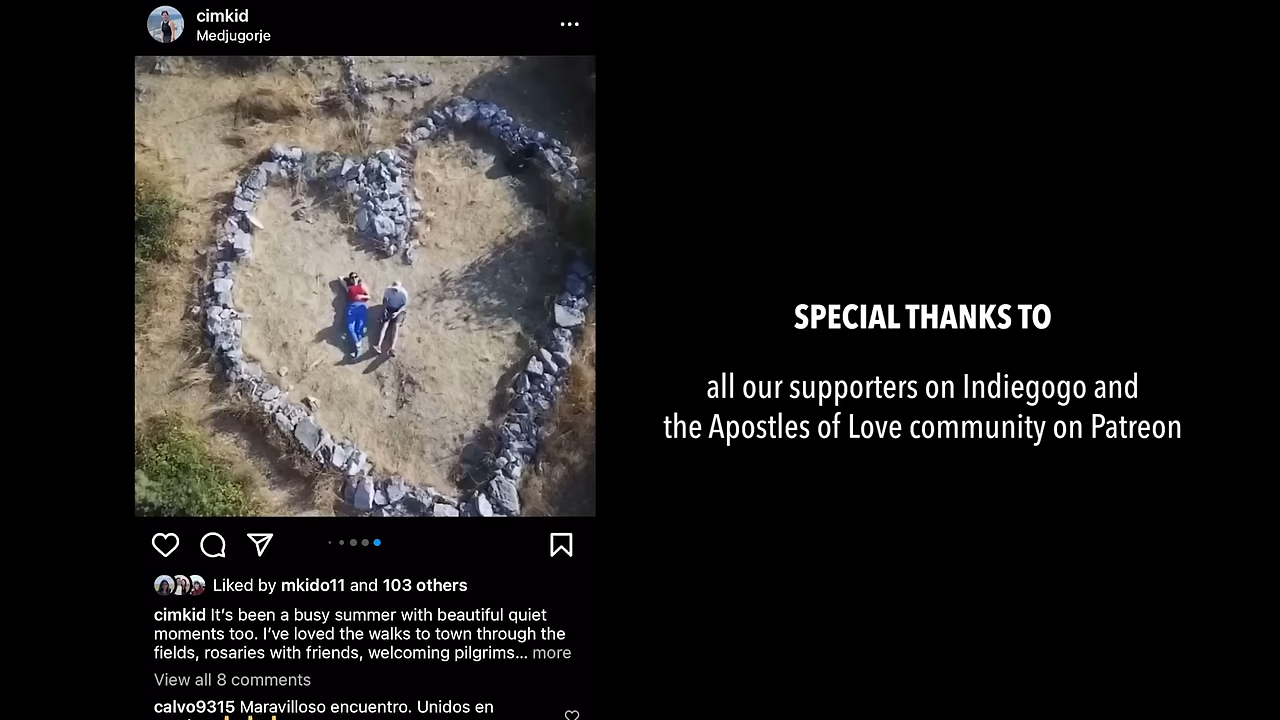 cimkid
Medjugorje
Liked by mkido11 and 103 others
cimkid It's been a busy summer with beautiful quiet
moments too. I've loved the walks to town through the
fields, rosaries with friends, welcoming pilgrims... more
View all 8 comments
calvo9315 Maravilloso encuentro. Unidos en
SPECIAL THANKS TO
all our supporters on Indiegogo and
the Apostles of Love community on Patreon